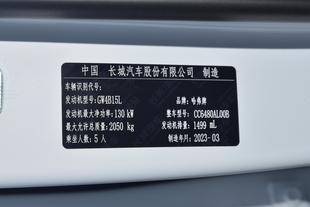 中国 长城汽车股份有限公司 制造
车辆识别代号:
发动机型号:GW4B15L 品牌:哈弗牌
发动机最大净功率:130 kW 整车型号:CC6480AL00B
最大允许总质量:2050 kg 发动机排量:1499 mL
乘坐人数:5人 制造年月:2023-03